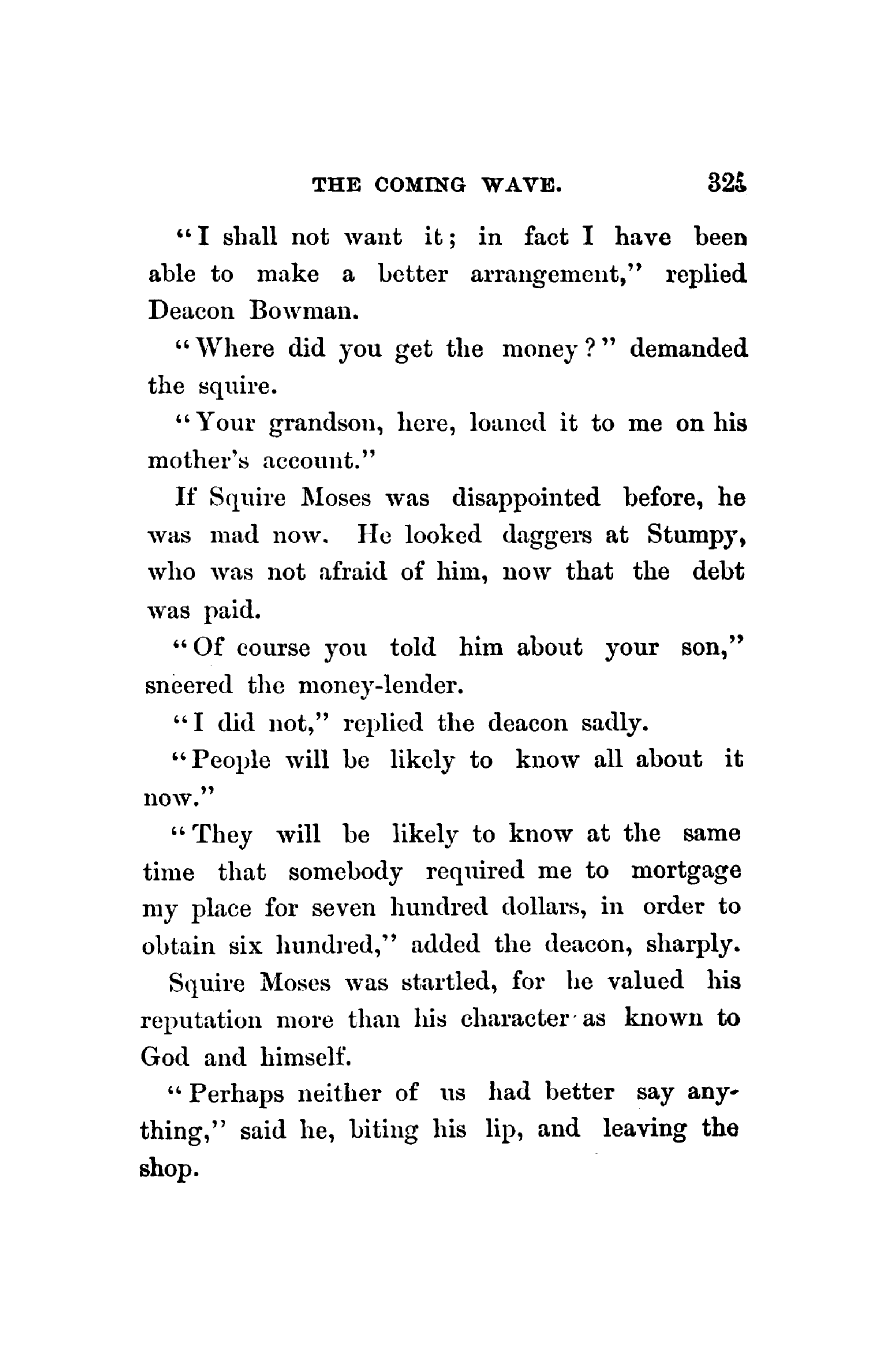 THE COMING WAVE. 325
“I shall not want it; in fact I have been
able to make a better arrangement,” replied
Deacon Bowman.
“Where did you get the money?” demanded
the squire.
“Your grandson, here, loaned it to me on his
mother’s account.”
If Squire Moses was disappointed before, he
was mad now. He looked daggers at Stumpy,
who was not afraid of him, now that the debt
was paid.
“Of course you told him about your son,”
sneered the money-lender.
“I did not,” replied the deacon sadly.
“People will be likely to know all about it
now.”
“They will be likely to know at the same
time that somebody required me to mortgage
my place for seven hundred dollars, in order to
obtain six hundred,” added the deacon, sharply.
Squire Moses was startled, for he valued his
reputation more than his character as known to
God and himself.
“Perhaps neither of us had better say any-
thing,” said he, biting his lip, and leaving the
shop.